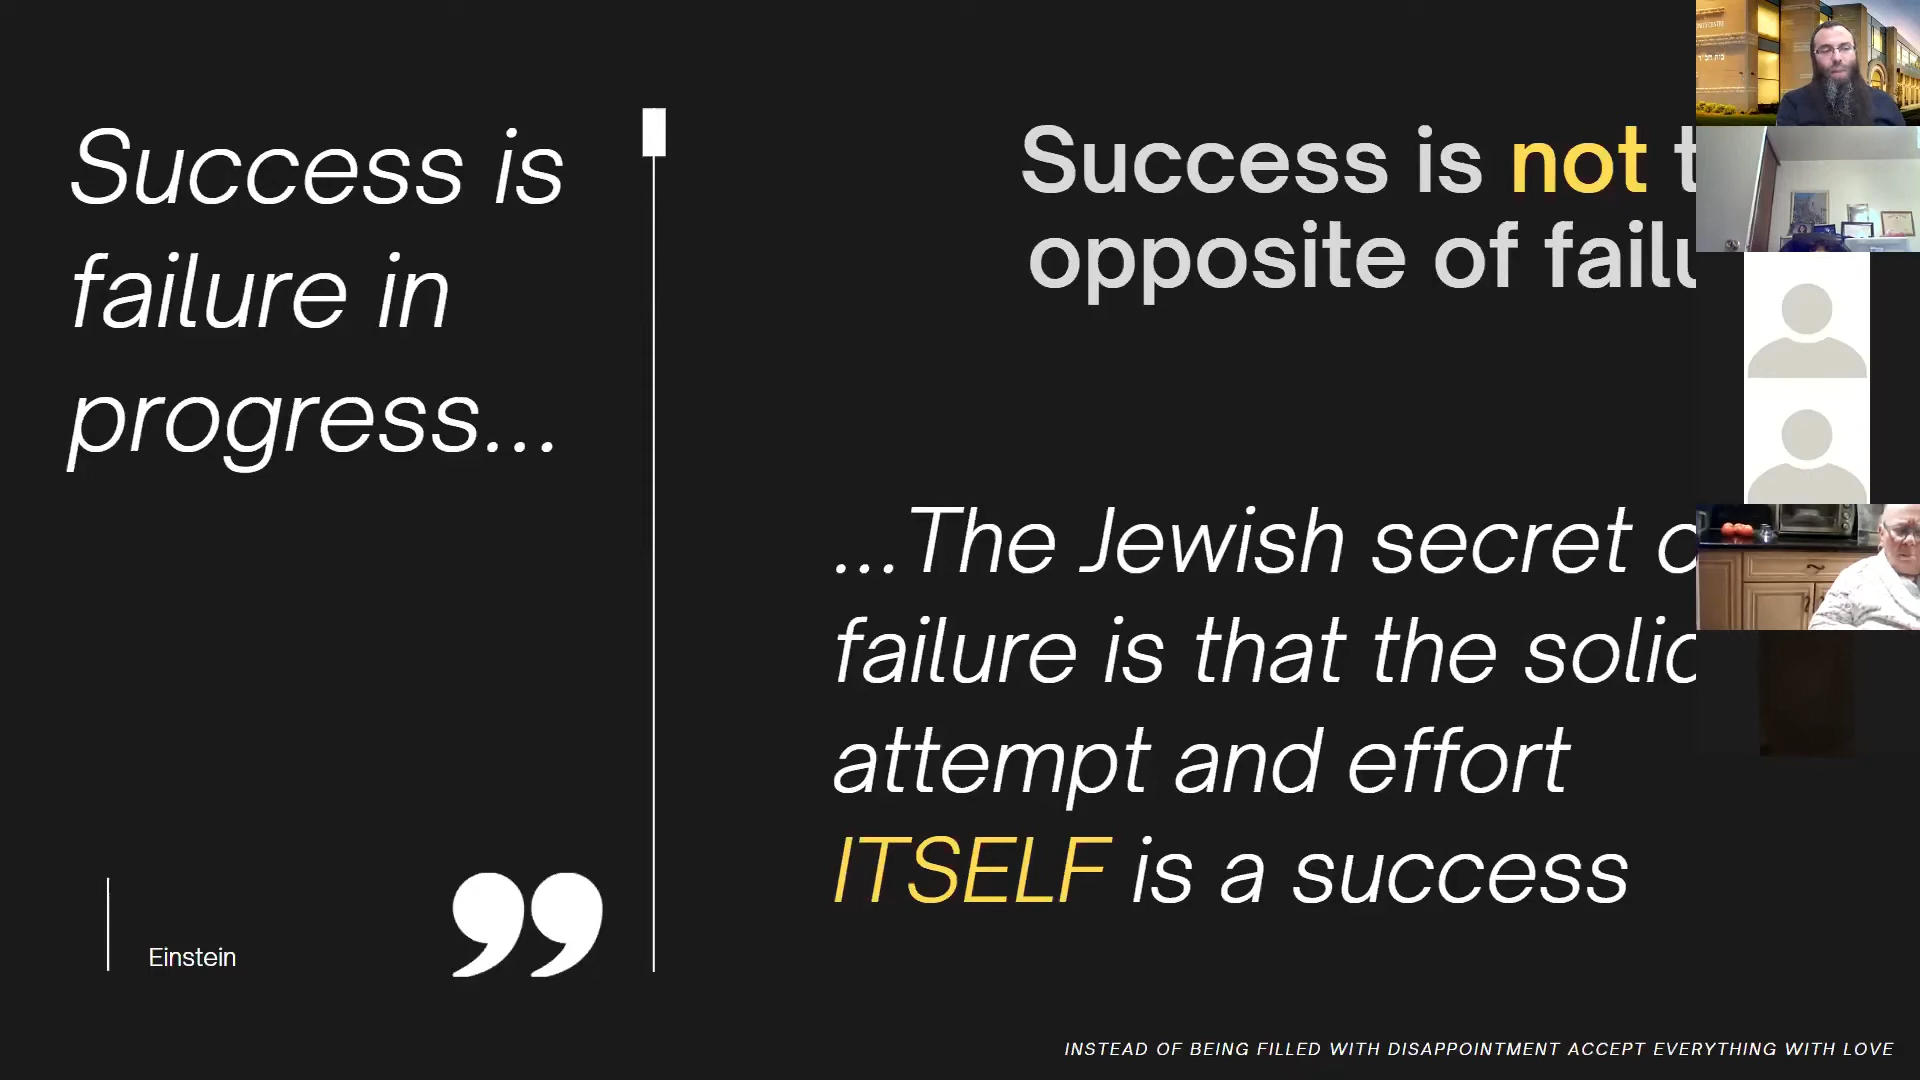 Success is
failure in
progress...
Einstein
Success is not
opposite of
...The Jewish secret
failure is that the
attempt and effort
ITSELF is a success
INSTEAD OF BEING FILLED WITH DISAPPOINTMENT ACCEPT EVERYTHING WITH LOVE